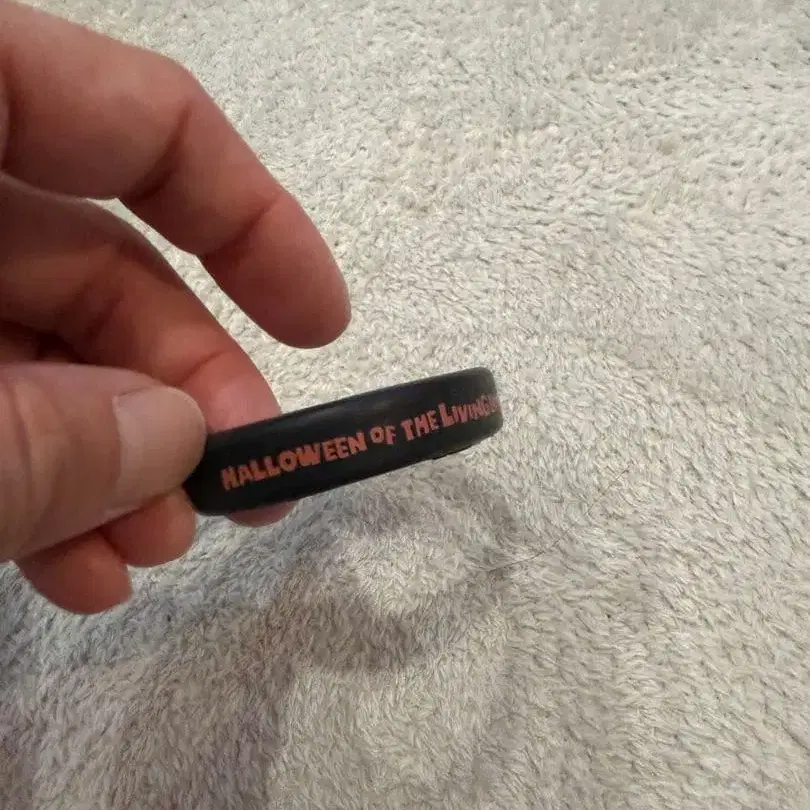 HALLOWEEN OF THE LIVING